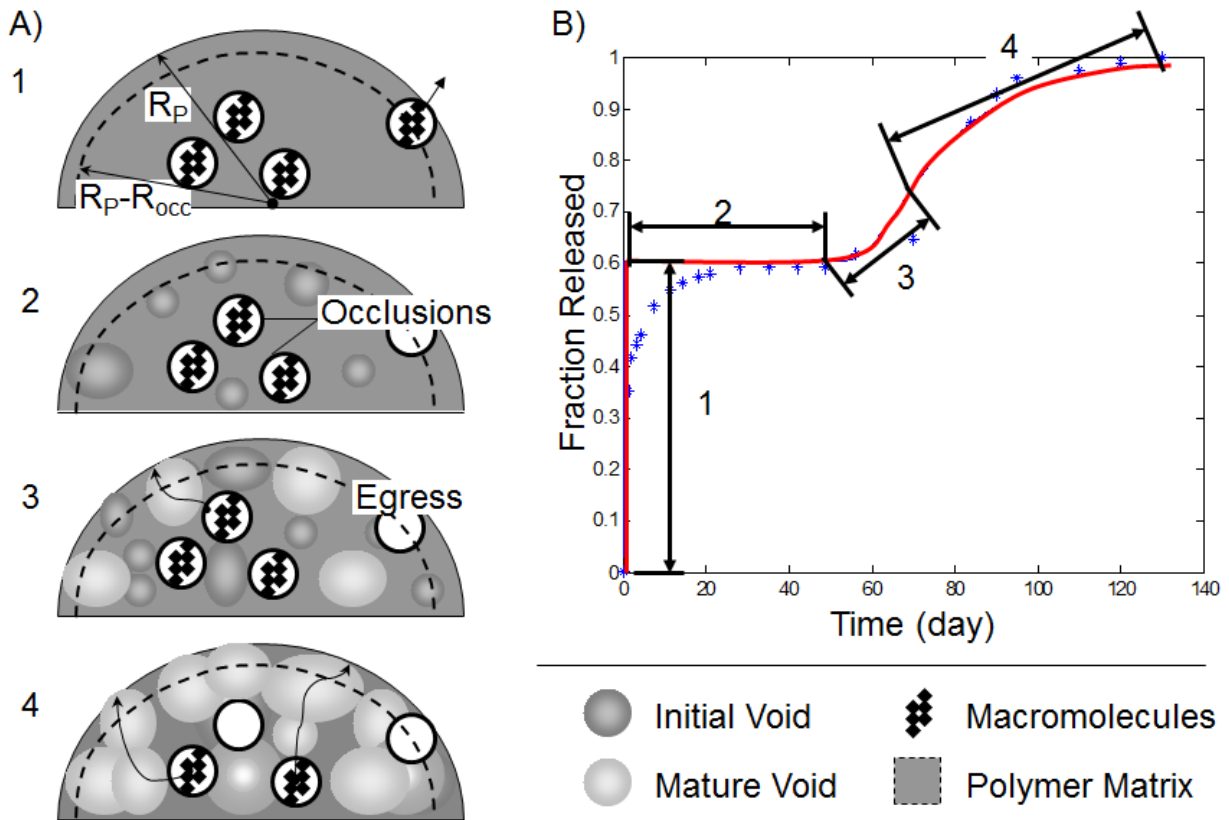 A)
1
R_P
R_P-R_occ
2
Occlusions
3
Egress
4
B)
Fraction Released
1
0.9
0.8
0.7
0.6
0.5
0.4
0.3
0.2
0.1
0
0 20 40 60 80 100 120 140
Time (day)
1
2
3
4
Initial Void
Macromolecules
Mature Void
Polymer Matrix